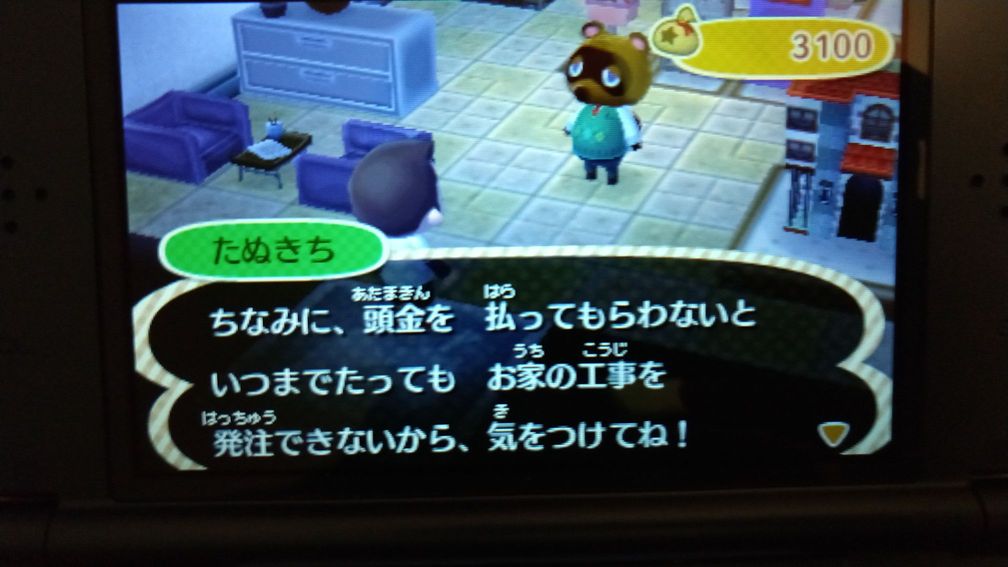 3100
たぬきち
ちなみに、頭金を 払ってもらわないと
いつまでたっても お家の工事を
発注できないから、気をつけてね!